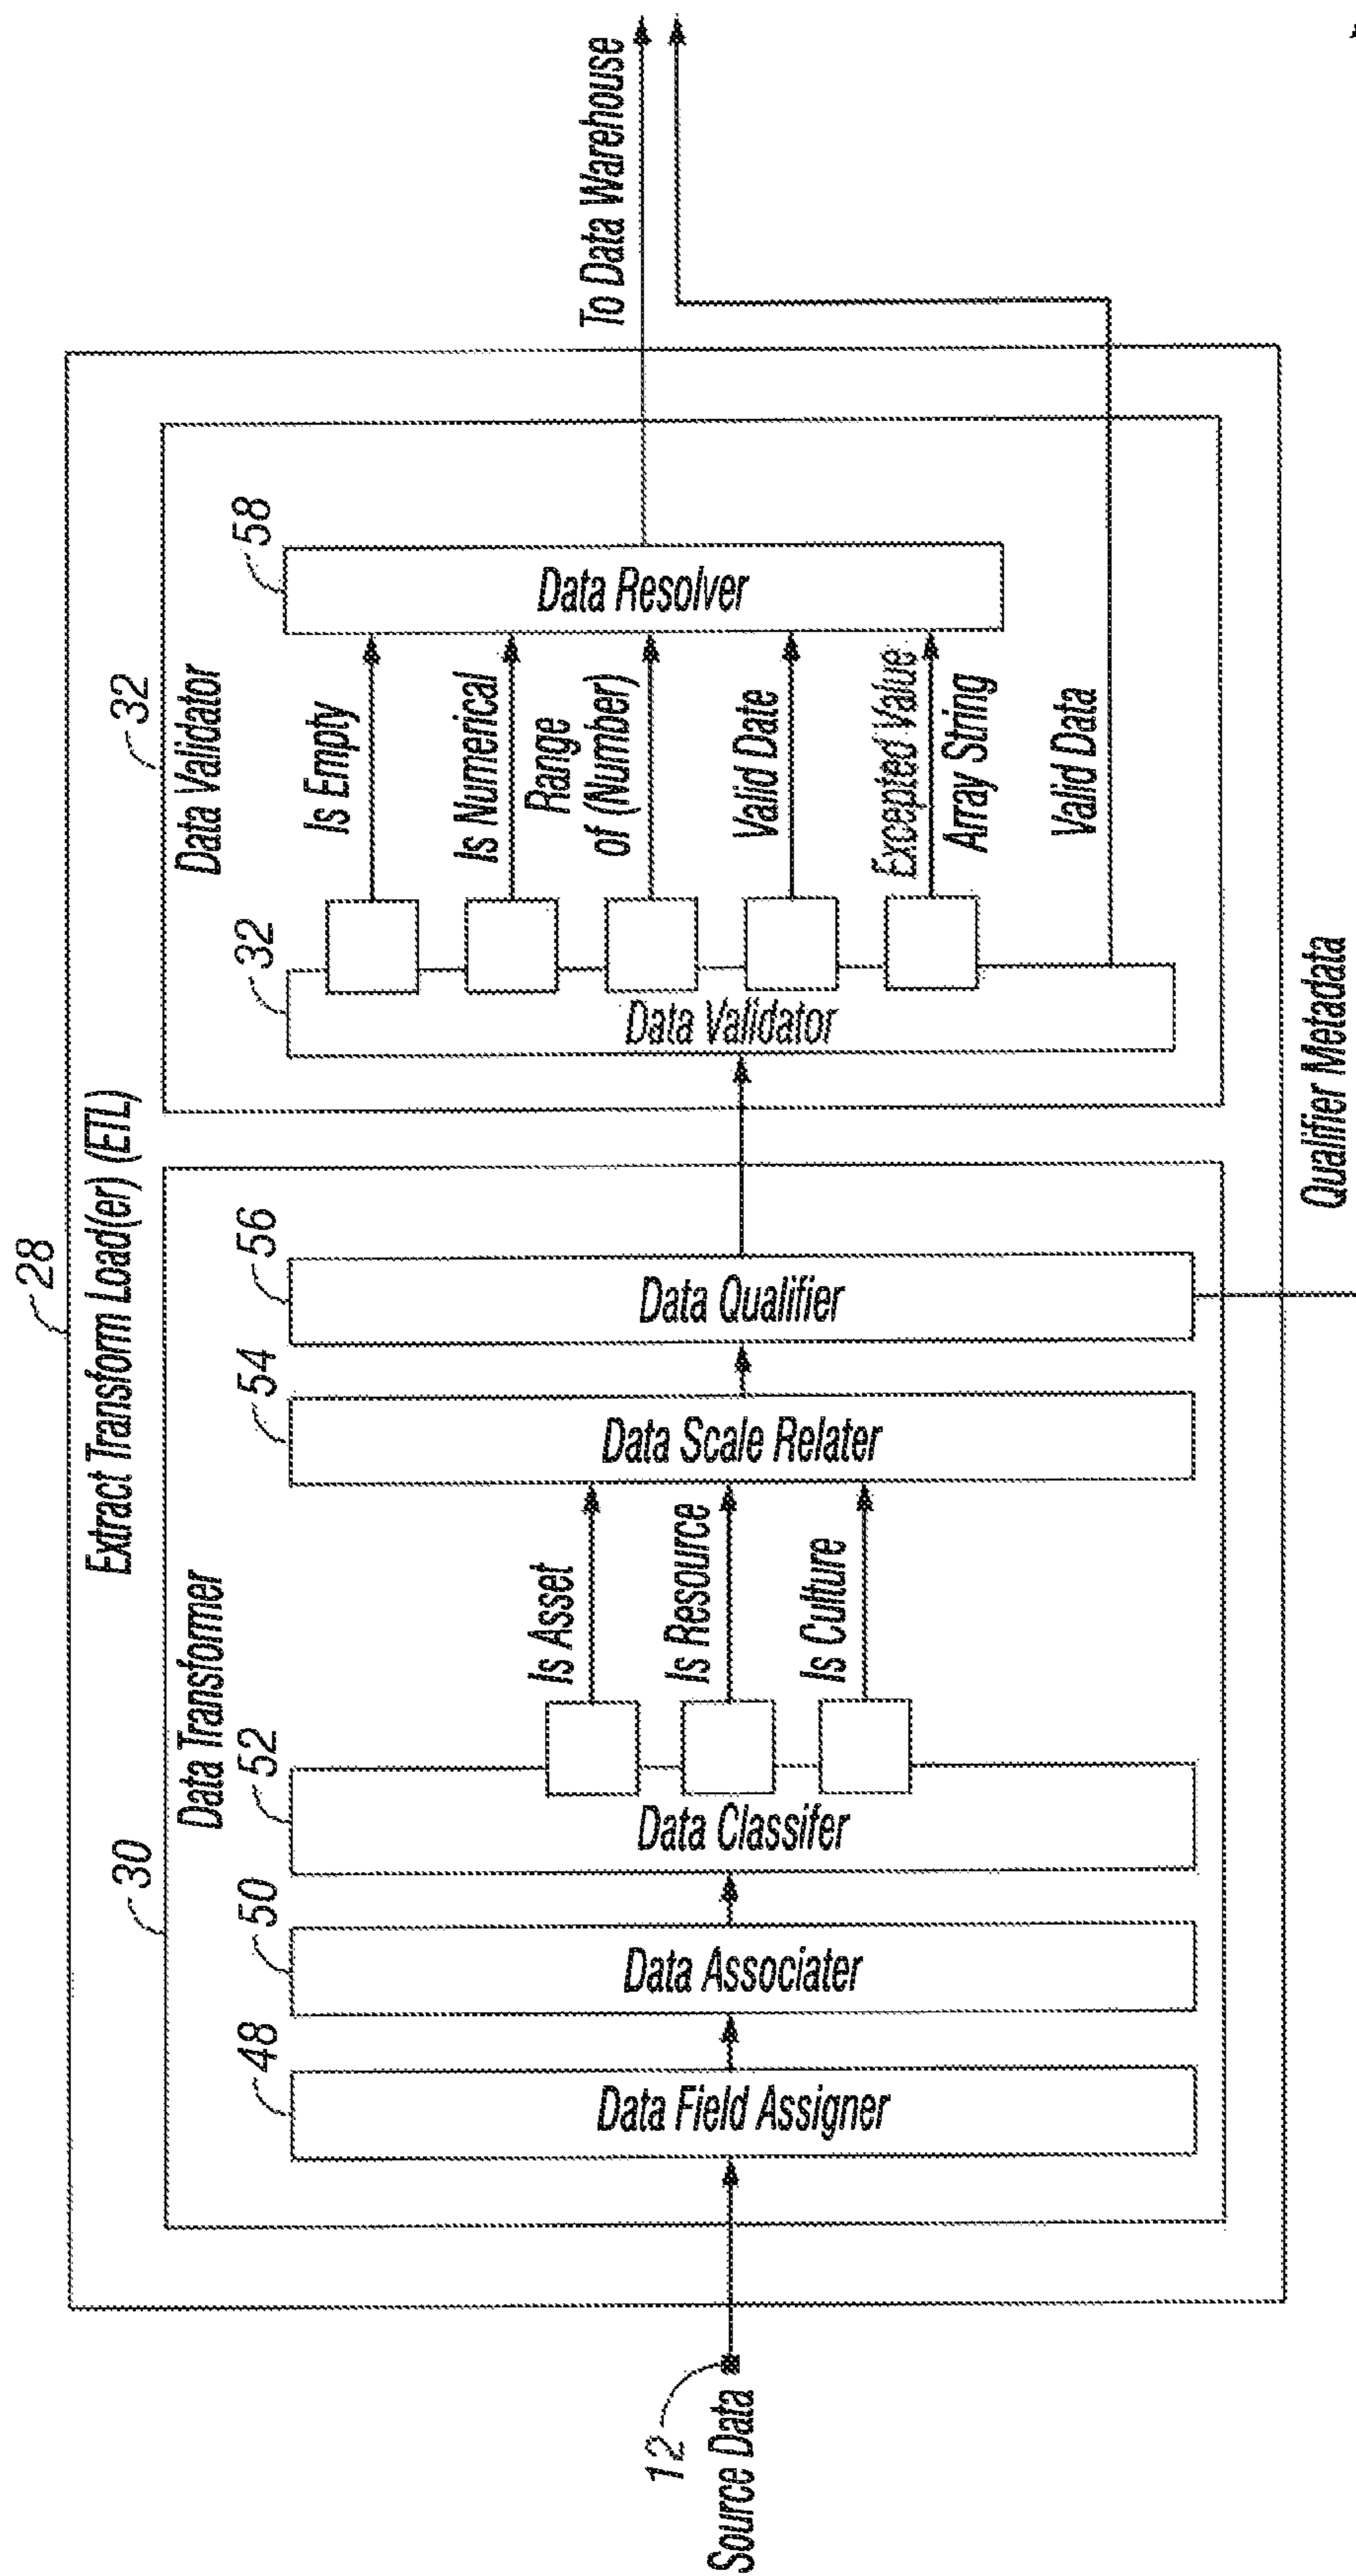 28
Extract Transform Load(er) (ETL)
30
Data Transformer
32
Data Validator
12
Source Data
48
Data Field Assigner
50
Data Associater
52
Data Classifer
Is Asset
Is Resource
Is Culture
54
Data Scale Relater
56
Data Qualifier
32
Data Validator
Is Empty
Is Numerical
Range
of (Number)
Valid Date
Excepted Value
Array String
Valid Data
58
Data Resolver
To Data Warehouse
Qualifier Metadata